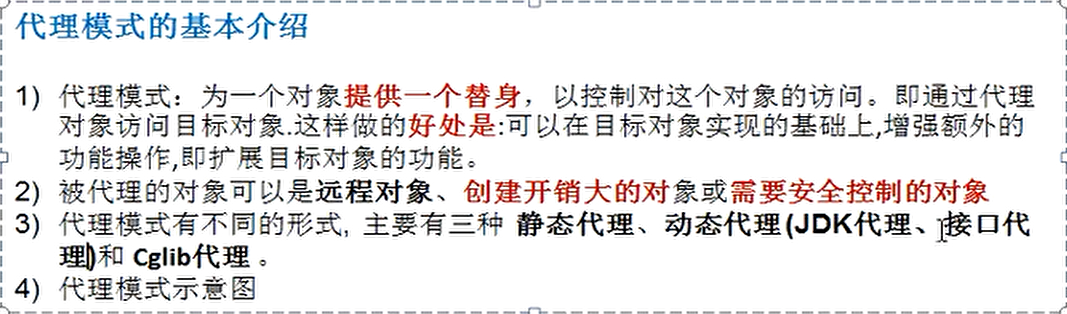 代理模式的基本介绍
1) 代理模式：为一个对象提供一个替身，以控制对这个对象的访问。即通过代理
对象访问目标对象.这样做的好处是:可以在目标对象实现的基础上,增强额外的
功能操作,即扩展目标对象的功能。
2) 被代理的对象可以是远程对象、创建开销大的对象或需要安全控制的对象
3) 代理模式有不同的形式, 主要有三种 静态代理、动态代理(JDK代理、接口代
理)和 Cglib代理 。
4) 代理模式示意图